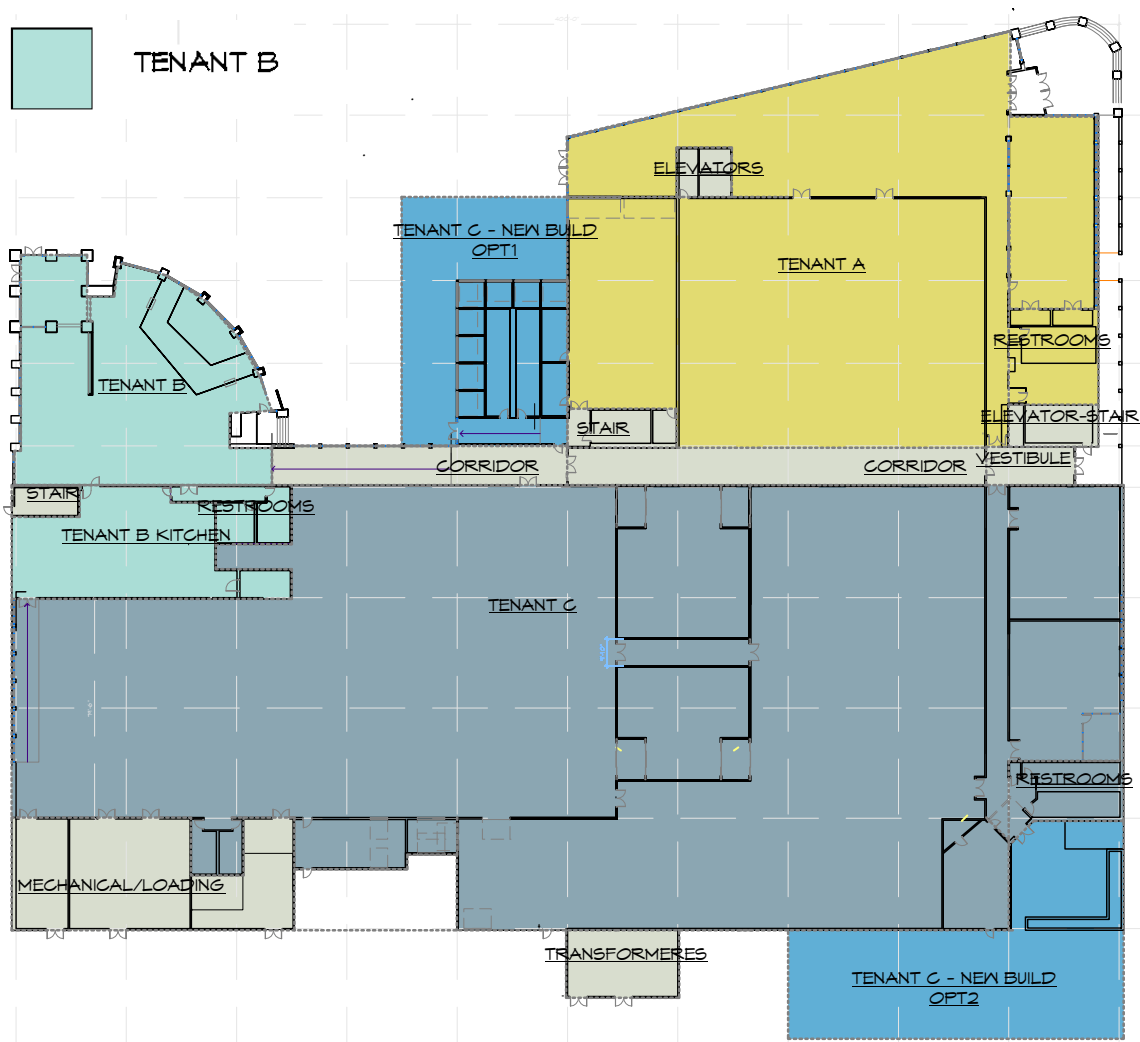 TENANT B
ELEVATORS
TENANT C - NEW BUILD
OPT1
TENANT A
RESTROOMS
TENANT B
ELEVATOR-STAIR
STAIR
VESTIBULE
CORRIDOR
CORRIDOR
STAIR
RESTROOMS
TENANT B KITCHEN
TENANT C
RESTROOMS
MECHANICAL/LOADING
TRANSFORMERES
TENANT C - NEW BUILD
OPT2